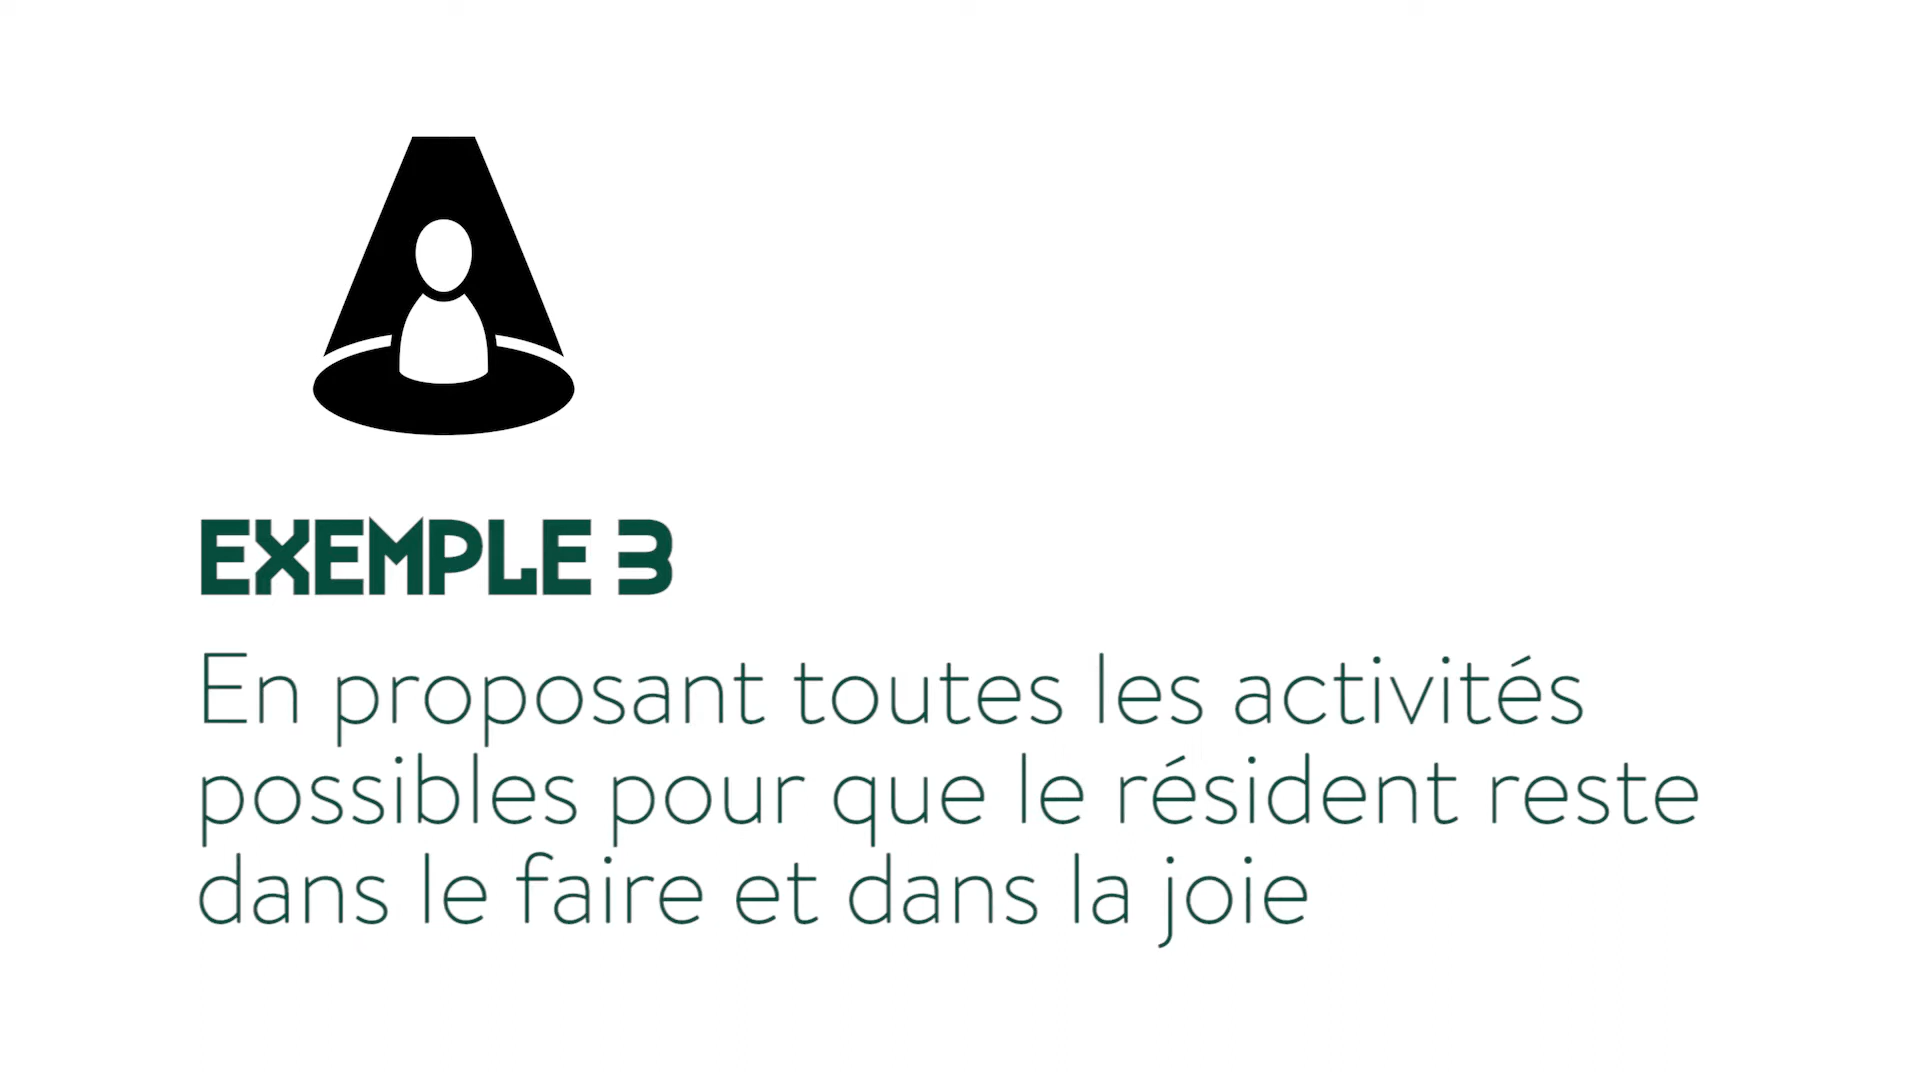 EXEMPLE 3
En proposant toutes les activités
possibles pour que le résident reste
dans le faire et dans la joie